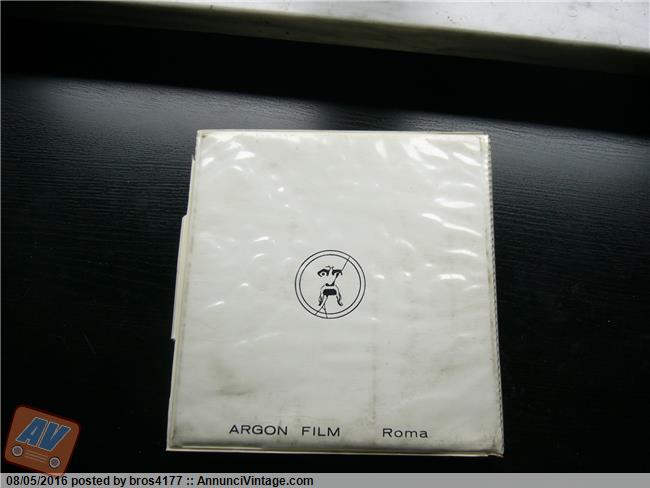 ARGON FILM Roma
AV
08/05/2016 posted by bros4177 :: AnnunciVintage.com